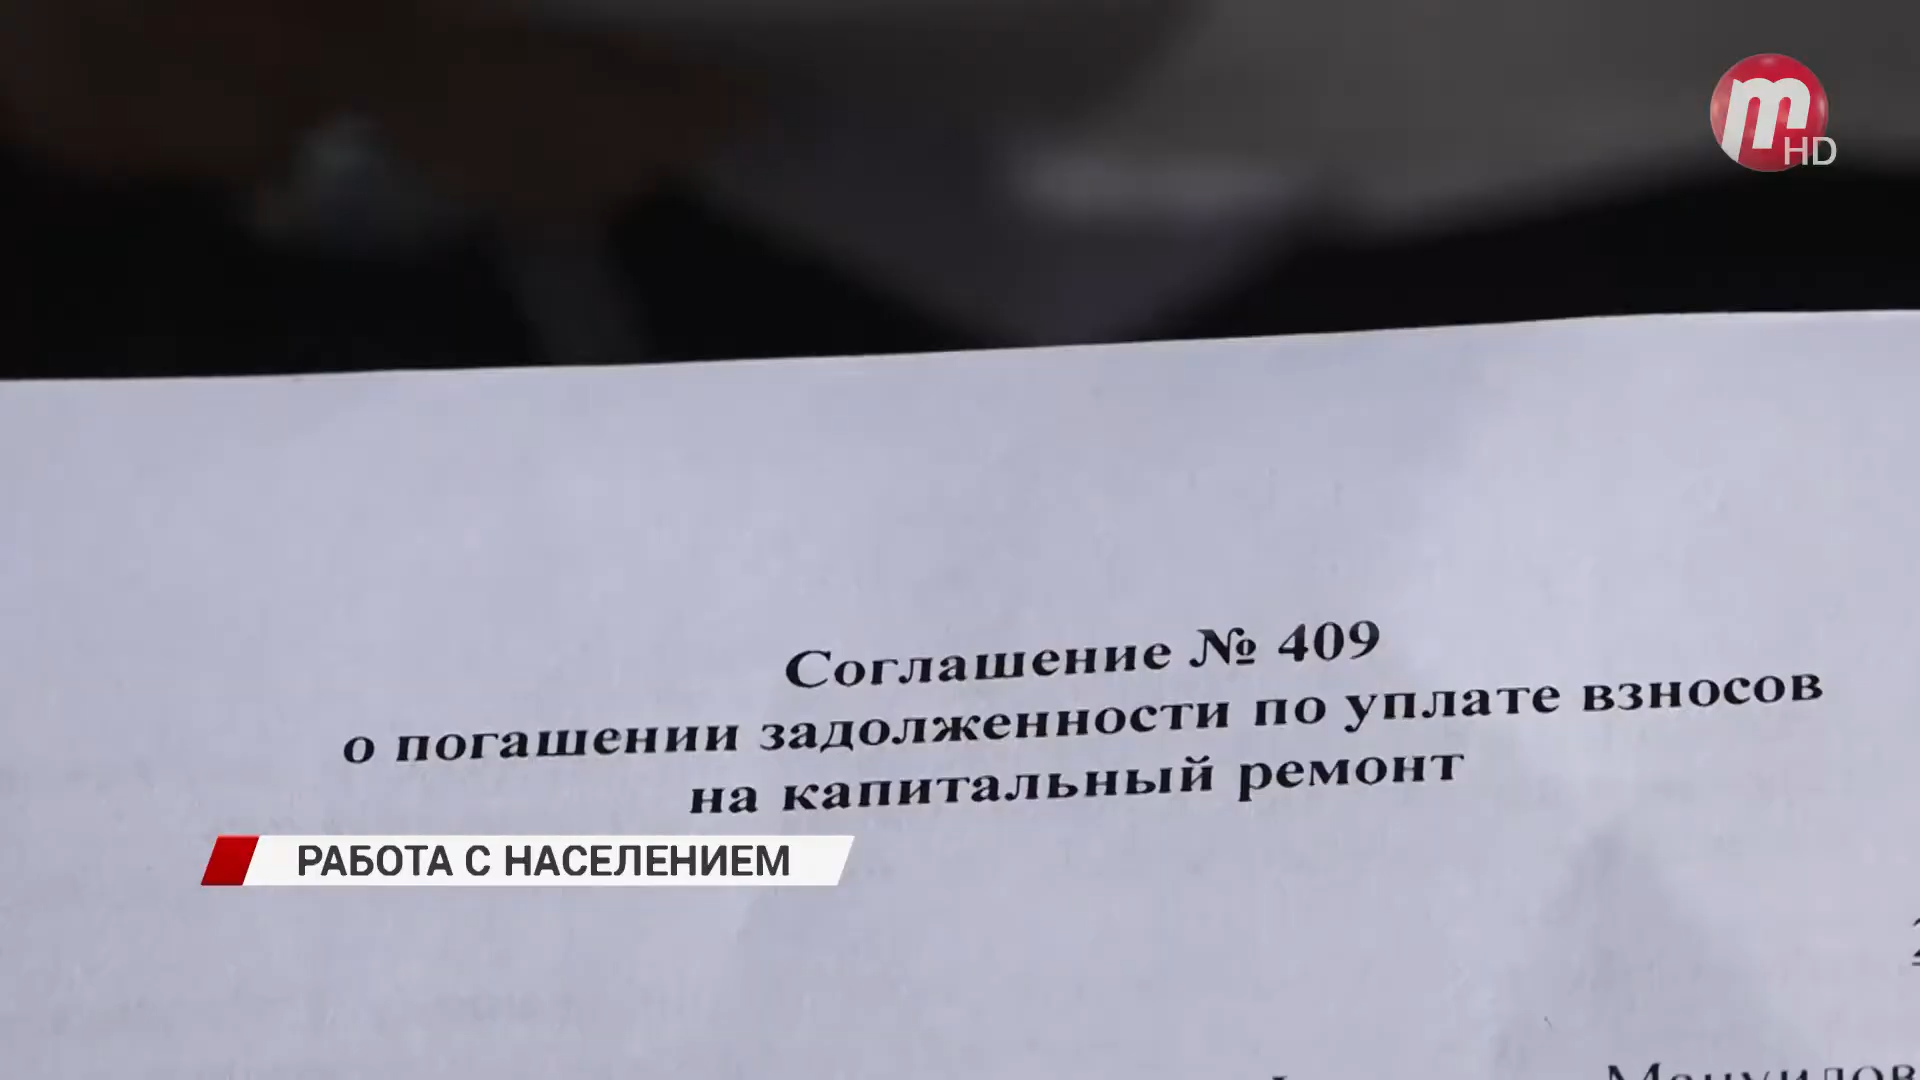 m HD
Соглашение № 409
о погашении задолженности по уплате взносов
на капитальный ремонт
РАБОТА С НАСЕЛЕНИЕМ